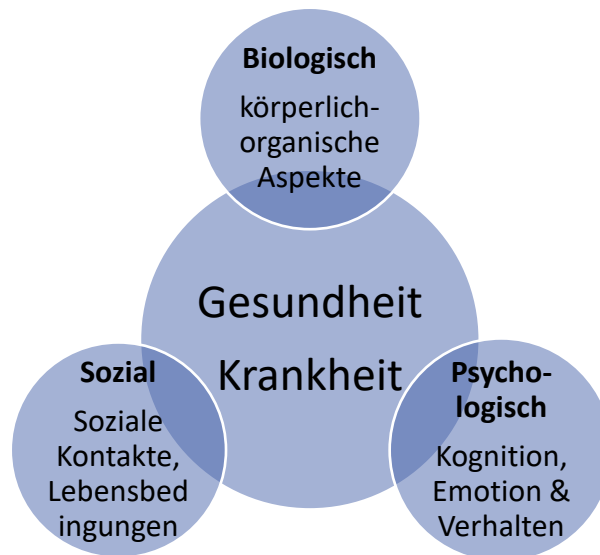 Biologisch
körperlich-
organische
Aspekte
Gesundheit
Krankheit
Sozial
Soziale
Kontakte,
Lebensbed
ingungen
Psycho-
logisch
Kognition,
Emotion &
Verhalten